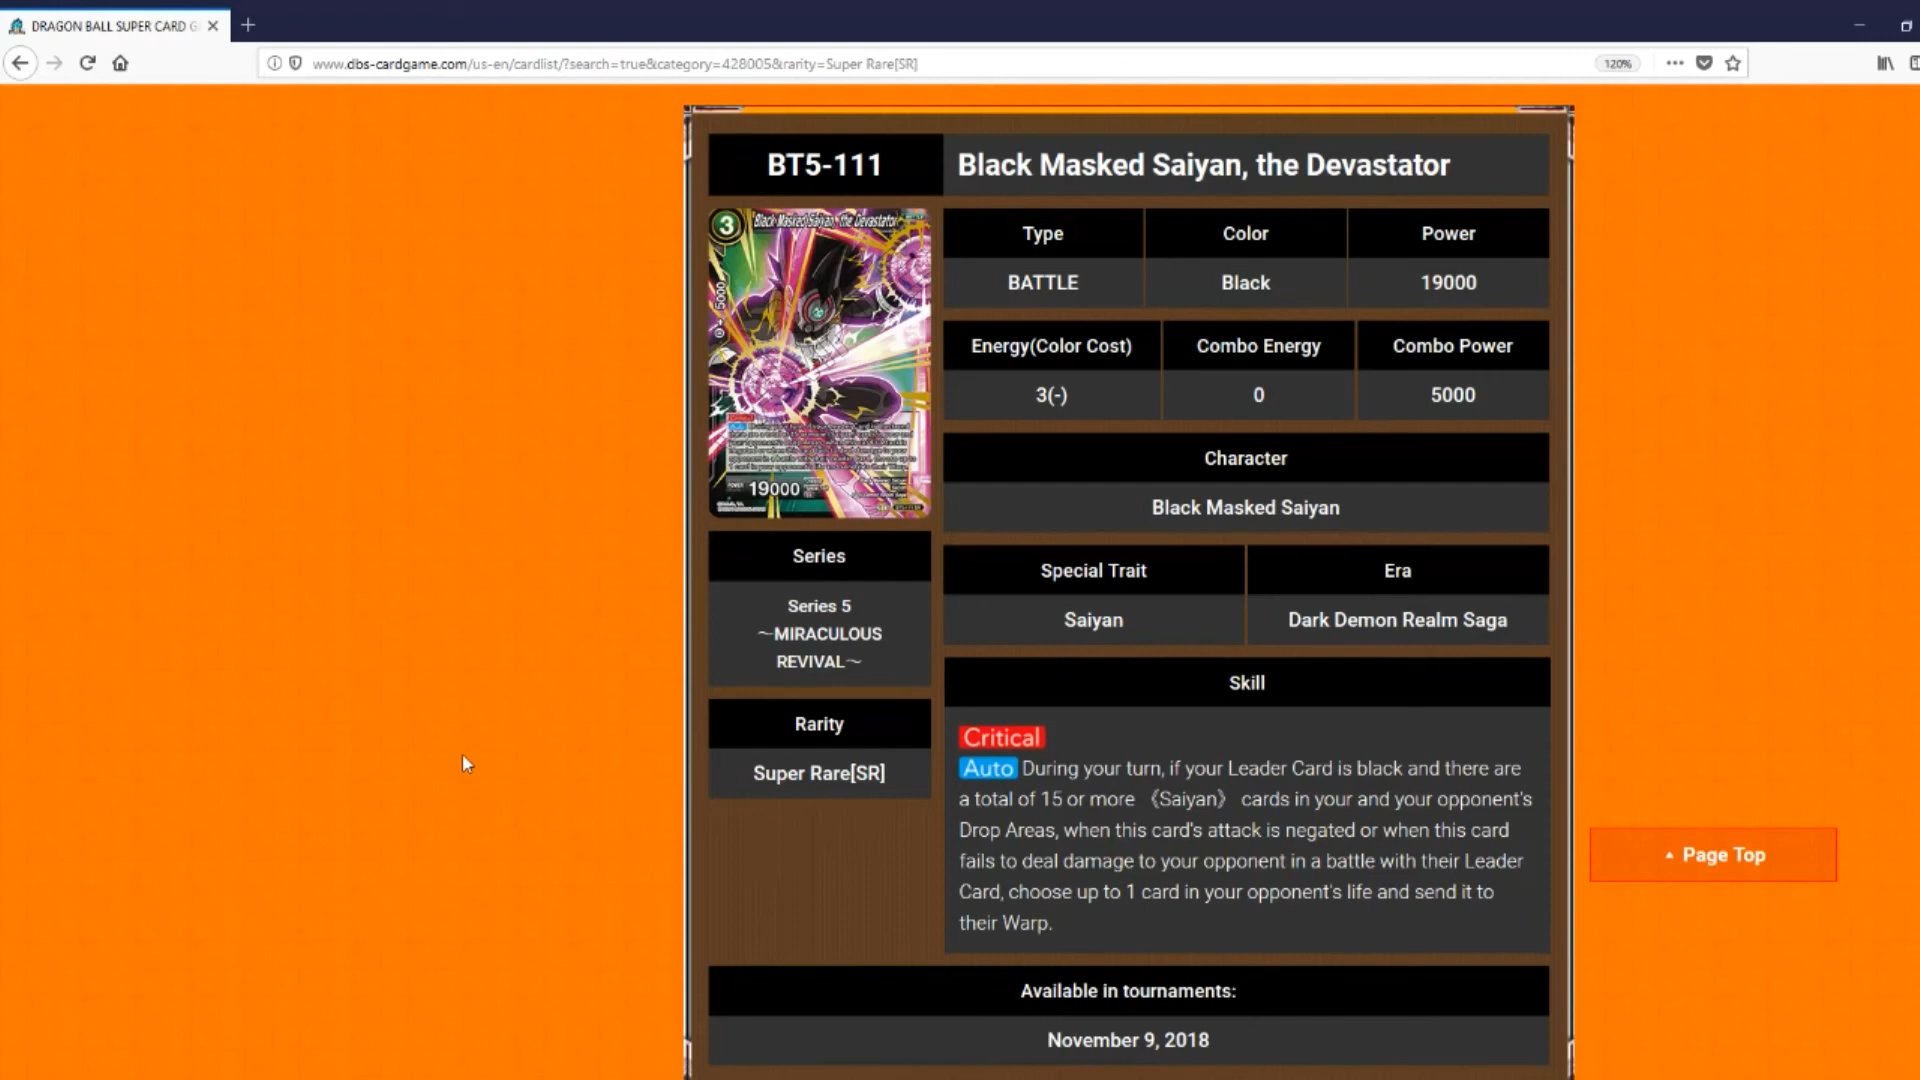 DRAGON BALL SUPER CARD G
www.dbs-cardgame.com/us-en/cardlist/?search=true&category=428005&rarity=Super Rare[SR]
120%
BT5-111
Black Masked Saiyan, the Devastator
3
Black Masked Saiyan, the Devastator
5000
19000
Type
Color
Power
BATTLE
Black
19000
Energy(Color Cost)
Combo Energy
Combo Power
3(-)
0
5000
Character
Black Masked Saiyan
Series
Series 5
～MIRACULOUS
REVIVAL～
Special Trait
Era
Saiyan
Dark Demon Realm Saga
Rarity
Super Rare[SR]
Skill
Critical
Auto During your turn, if your Leader Card is black and there are
a total of 15 or more 《Saiyan》 cards in your and your opponent's
Drop Areas, when this card's attack is negated or when this card
fails to deal damage to your opponent in a battle with their Leader
Card, choose up to 1 card in your opponent's life and send it to
their Warp.
Page Top
Available in tournaments:
November 9, 2018